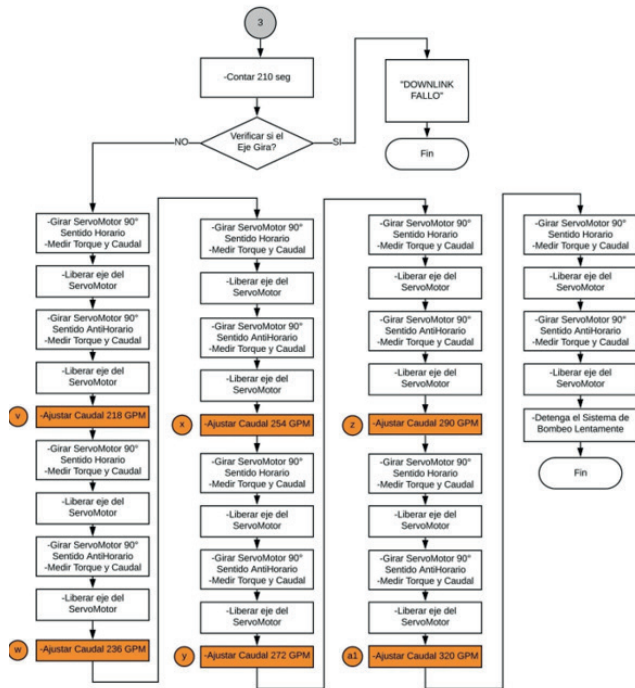 3
-Contar 210 seg
Verificar si el
Eje Gira?
NO
SI
"DOWNLINK
FALLO"
Fin
-Girar ServoMotor 90°
Sentido Horario
-Medir Torque y Caudal
-Liberar eje del
ServoMotor
-Girar ServoMotor 90°
Sentido AntiHorario
-Medir Torque y Caudal
-Liberar eje del
ServoMotor
v
-Ajustar Caudal 218 GPM
-Girar ServoMotor 90°
Sentido Horario
-Medir Torque y Caudal
-Liberar eje del
ServoMotor
-Girar ServoMotor 90°
Sentido AntiHorario
-Medir Torque y Caudal
-Liberar eje del
ServoMotor
w
-Ajustar Caudal 236 GPM
-Girar ServoMotor 90°
Sentido Horario
-Medir Torque y Caudal
-Liberar eje del
ServoMotor
-Girar ServoMotor 90°
Sentido AntiHorario
-Medir Torque y Caudal
-Liberar eje del
ServoMotor
x
-Ajustar Caudal 254 GPM
-Girar ServoMotor 90°
Sentido Horario
-Medir Torque y Caudal
-Liberar eje del
ServoMotor
-Girar ServoMotor 90°
Sentido AntiHorario
-Medir Torque y Caudal
-Liberar eje del
ServoMotor
y
-Ajustar Caudal 272 GPM
-Girar ServoMotor 90°
Sentido Horario
-Medir Torque y Caudal
-Liberar eje del
ServoMotor
-Girar ServoMotor 90°
Sentido AntiHorario
-Medir Torque y Caudal
-Liberar eje del
ServoMotor
z
-Ajustar Caudal 290 GPM
-Girar ServoMotor 90°
Sentido Horario
-Medir Torque y Caudal
-Liberar eje del
ServoMotor
-Girar ServoMotor 90°
Sentido AntiHorario
-Medir Torque y Caudal
-Liberar eje del
ServoMotor
a1
-Ajustar Caudal 320 GPM
-Girar ServoMotor 90°
Sentido Horario
-Medir Torque y Caudal
-Liberar eje del
ServoMotor
-Girar ServoMotor 90°
Sentido AntiHorario
-Medir Torque y Caudal
-Liberar eje del
ServoMotor
-Detenga el Sistema de
Bombeo Lentamente
Fin